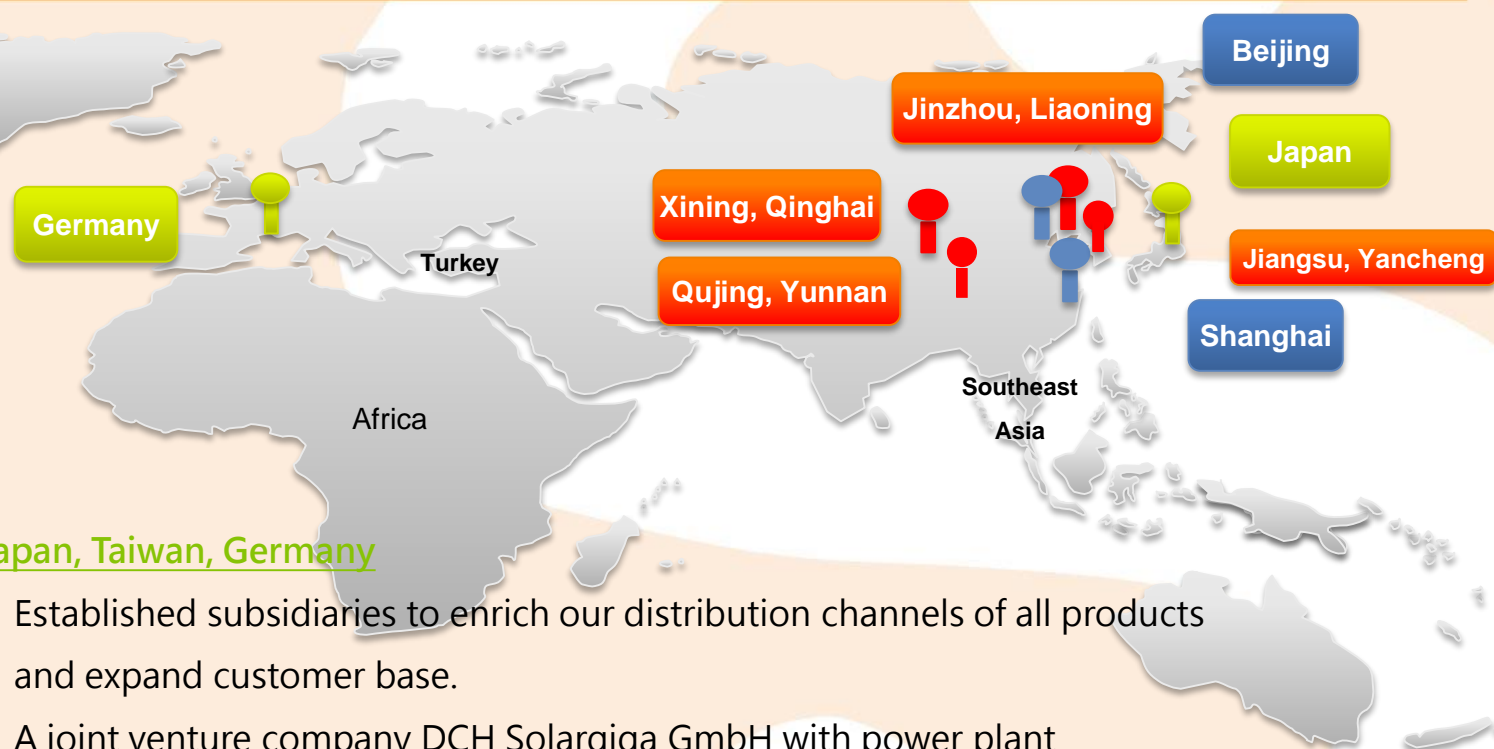 Beijing
Jinzhou, Liaoning
Japan
Xining, Qinghai
Germany
Turkey
Jiangsu, Yancheng
Qujing, Yunnan
Shanghai
Southeast
Asia
Africa
apan, Taiwan, Germany
Established subsidiaries to enrich our distribution channels of all products
and expand customer base.
A joint venture company DCH Solargiga GmbH with power plant